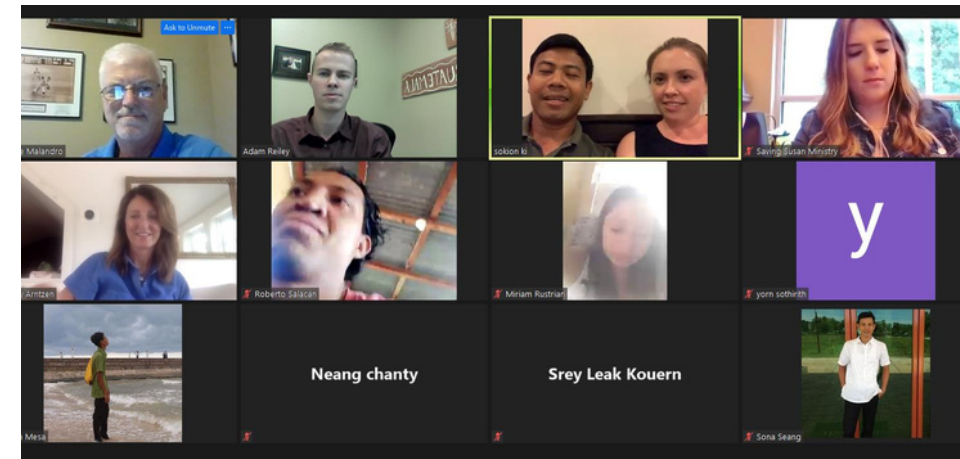 Ask to Unmute
Malandro
Adam Reiley
sokion ki
Saving Susan Ministry
GUATEMALA
Arntzen
Roberto Salacan
Miriam Rustrian
y
yorn sothirith
Mesa
Neang chanty
Srey Leak Kouern
Sona Seang